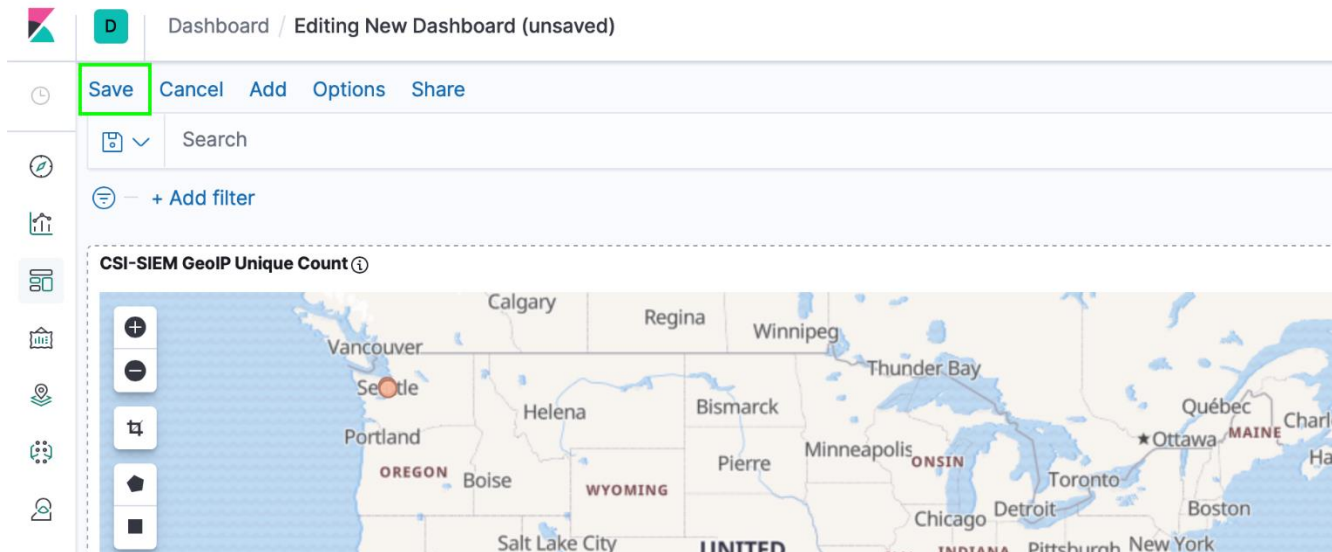 D Dashboard / Editing New Dashboard (unsaved)
Save Cancel Add Options Share
Search
+ Add filter
CSI-SIEM GeoIP Unique Count
Calgary
Regina
Winnipeg
Vancouver
Thunder Bay
Seattle
Helena
Bismarck
Québec
Charl
Portland
Minneapolis
Ottawa
MAINE
Ha
OREGON
Boise
Pierre
ONSIN
WYOMING
Toronto
Chicago
Detroit
Boston
Salt Lake City
UNITED
INDIANA
Pittsburgh
New York